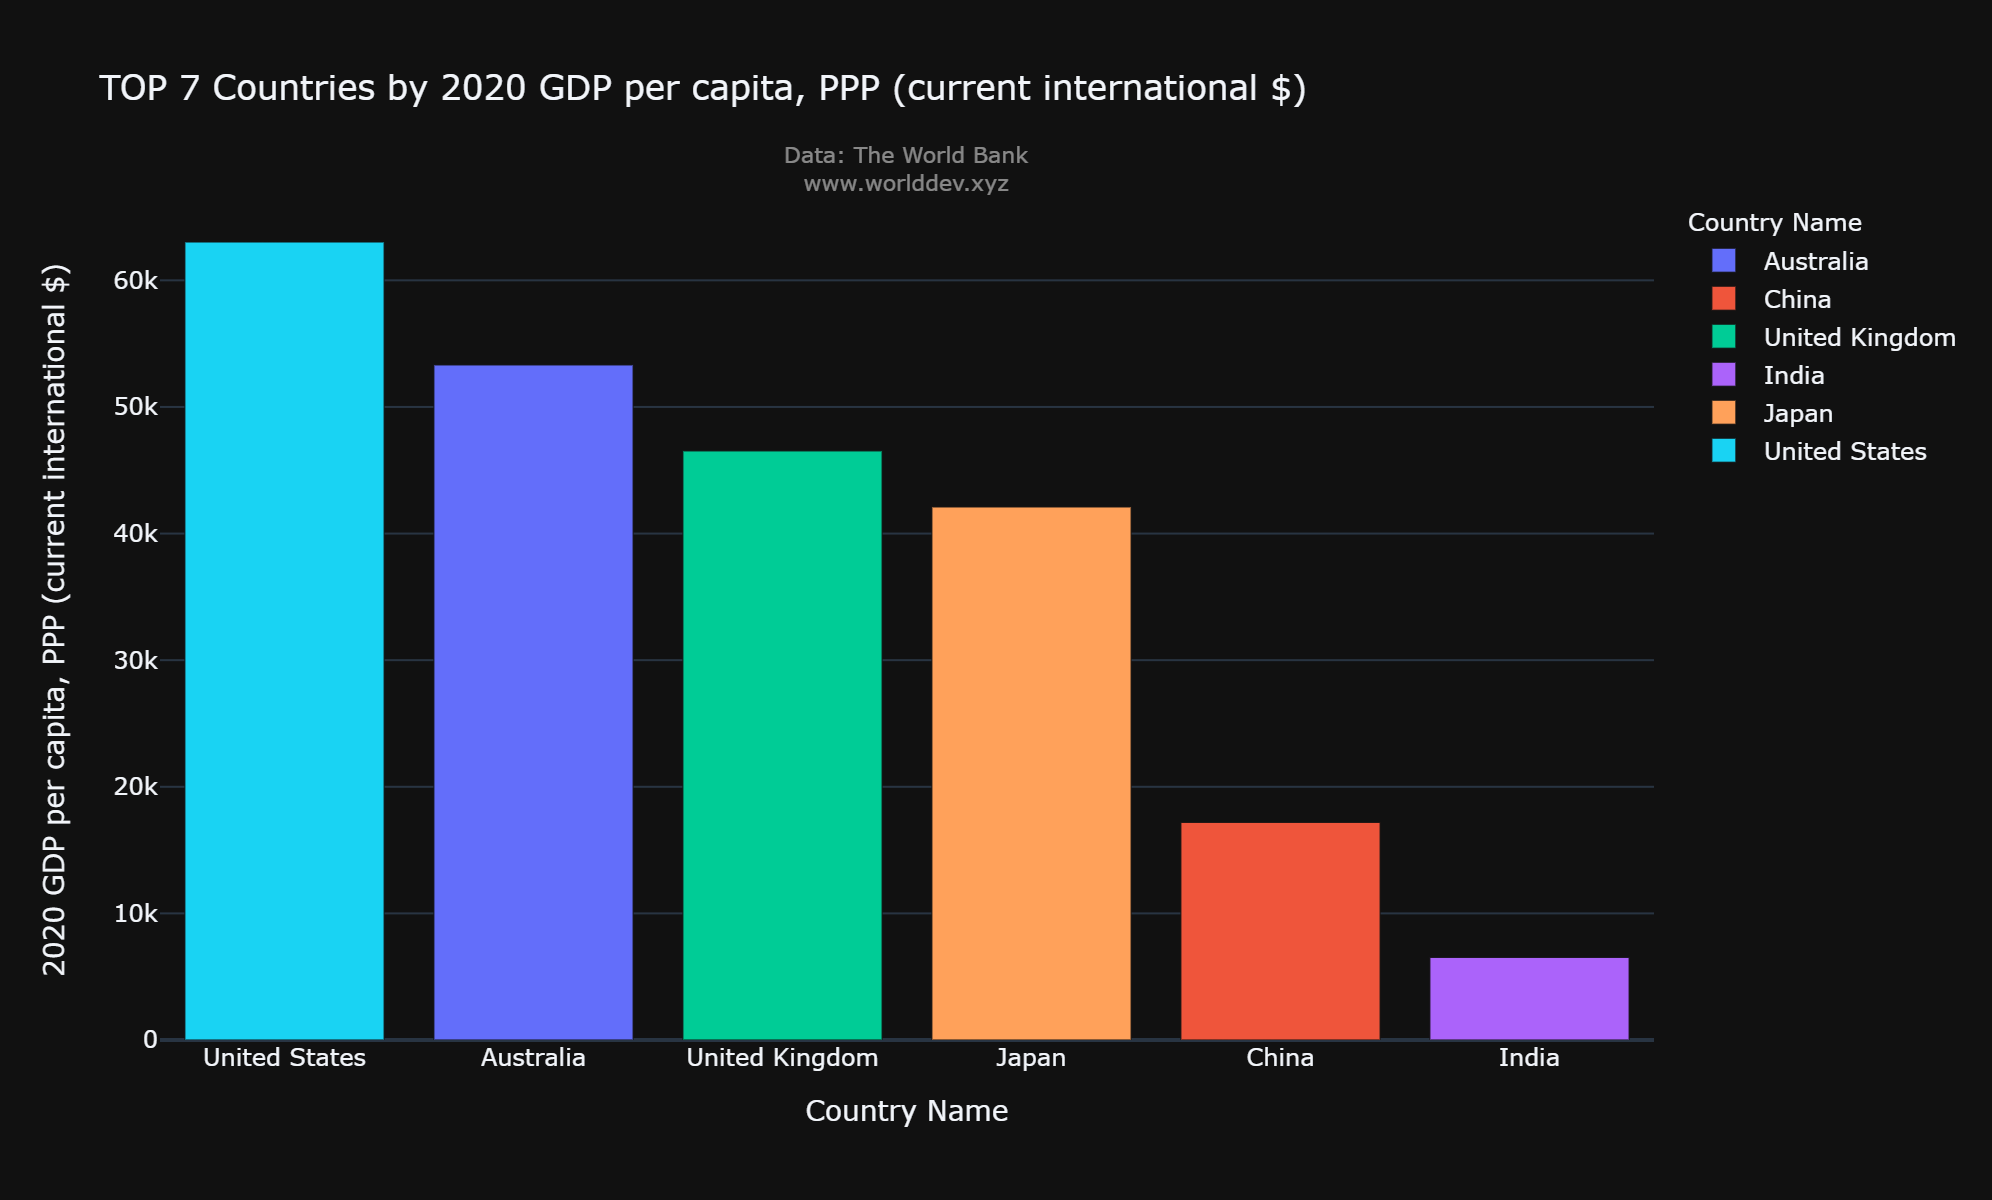 TOP 7 Countries by 2020 GDP per capita, PPP (current international $)
Data: The World Bank
www.worlddev.xyz
2020 GDP per capita, PPP (current international $)
60k
50k
40k
30k
20k
10k
0
United States
Australia
United Kingdom
Japan
China
India
Country Name
Country Name
Australia
China
United Kingdom
India
Japan
United States